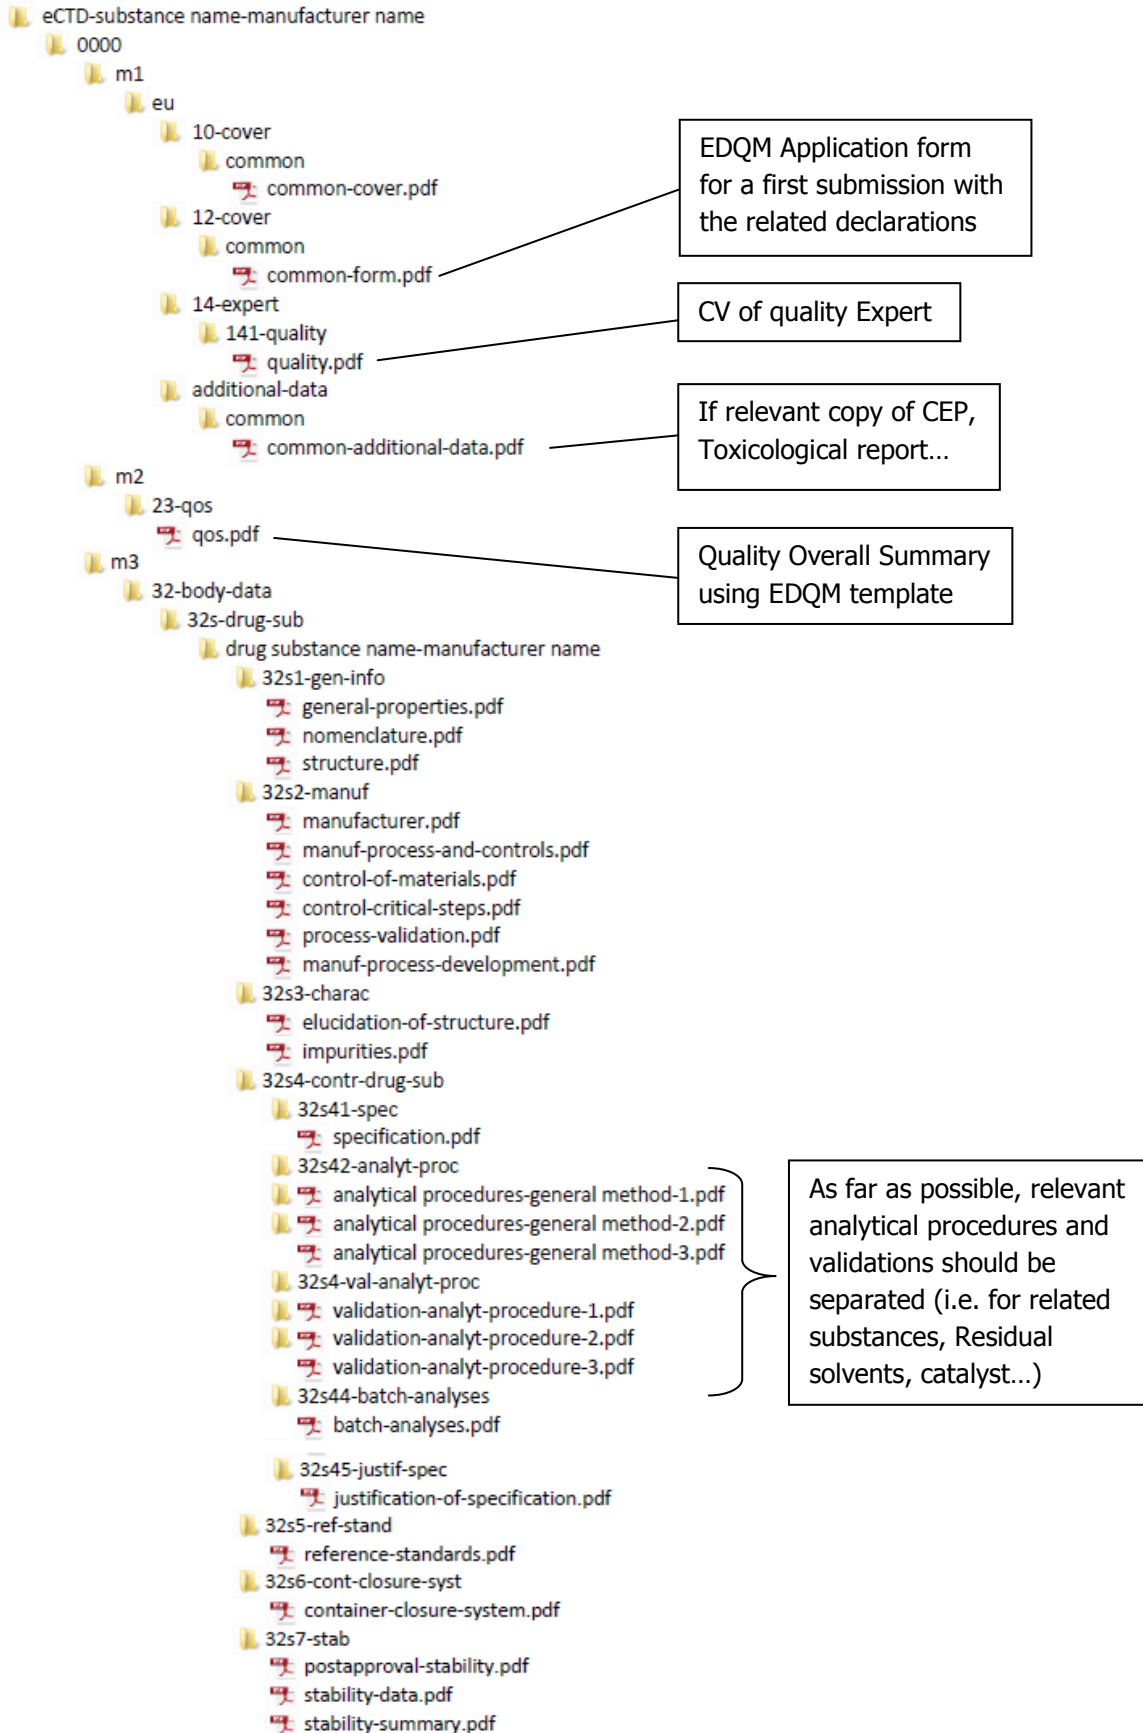 eCTD-substance name-manufacturer name
0000
m1
eu
10-cover
common
common-cover.pdf
12-cover
common
common-form.pdf
14-expert
141-quality
quality.pdf
additional-data
common
common-additional-data.pdf
EDQM Application form
for a first submission with
the related declarations
CV of quality Expert
If relevant copy of CEP,
Toxicological report...
m2
23-qos
qos.pdf
Quality Overall Summary
using EDQM template
m3
32-body-data
32s-drug-sub
drug substance name-manufacturer name
32s1-gen-info
general-properties.pdf
nomenclature.pdf
structure.pdf
32s2-manuf
manufacturer.pdf
manuf-process-and-controls.pdf
control-of-materials.pdf
control-critical-steps.pdf
process-validation.pdf
manuf-process-development.pdf
32s3-charac
elucidation-of-structure.pdf
impurities.pdf
32s4-contr-drug-sub
32s41-spec
specification.pdf
32s42-analyt-proc
analytical procedures-general method-1.pdf
analytical procedures-general method-2.pdf
analytical procedures-general method-3.pdf
32s4-val-analyt-proc
validation-analyt-procedure-1.pdf
validation-analyt-procedure-2.pdf
validation-analyt-procedure-3.pdf
32s44-batch-analyses
batch-analyses.pdf
As far as possible, relevant
analytical procedures and
validations should be
separated (i.e. for related
substances, Residual
solvents, catalyst...)
32s45-justif-spec
justification-of-specification.pdf
32s5-ref-stand
reference-standards.pdf
32s6-cont-closure-syst
container-closure-system.pdf
32s7-stab
postapproval-stability.pdf
stability-data.pdf
stability-summary.pdf